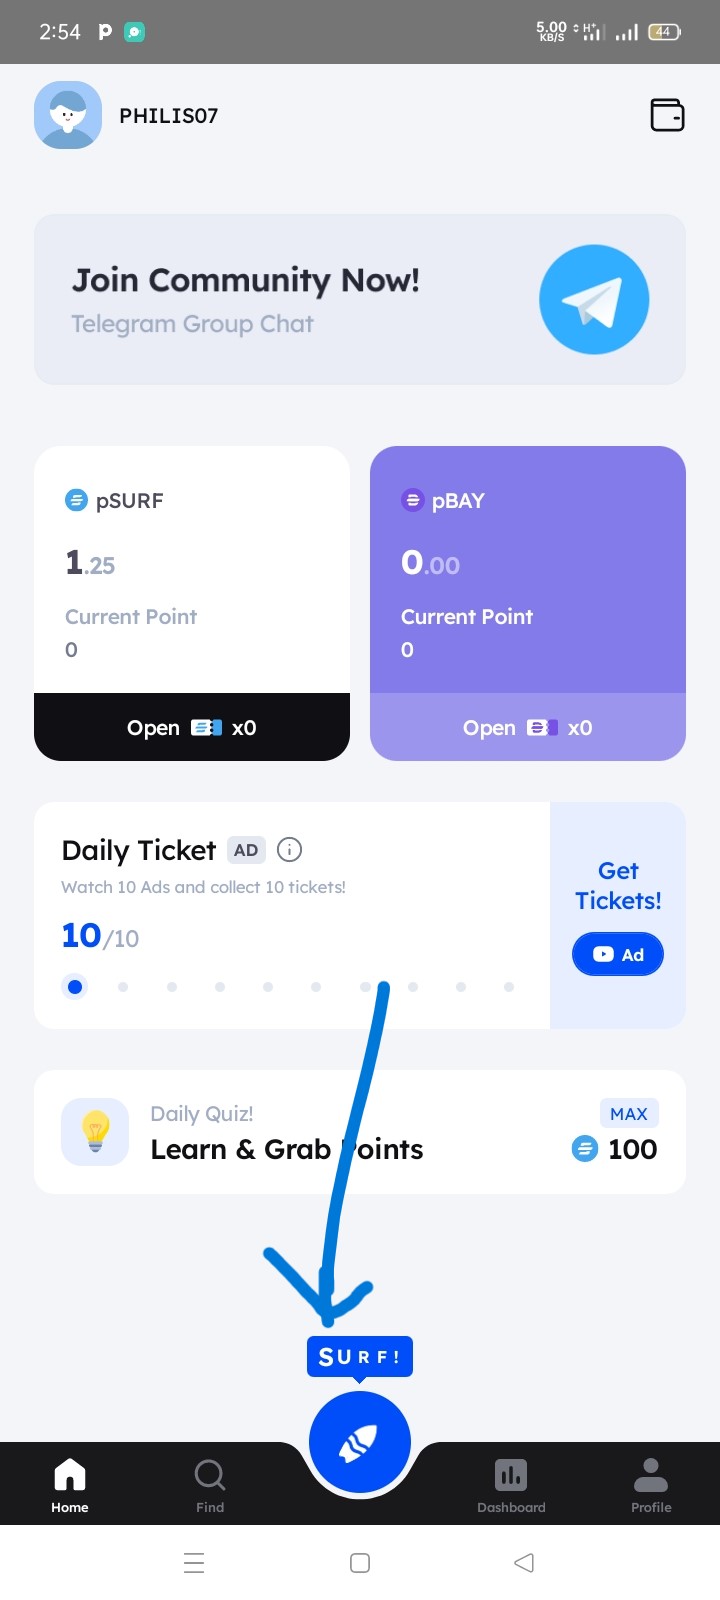 2:54 P 5.00 KB/S H+ 44
PHILIS07
Join Community Now!
Telegram Group Chat
pSURF
1.25
Current Point
0
Open x0
pBAY
0.00
Current Point
0
Open x0
Daily Ticket AD i
Watch 10 Ads and collect 10 tickets!
10/10
Get
Tickets!
Ad
Daily Quiz!
Learn & Grab Points
MAX
100
SURF!
Home Find Dashboard Profile